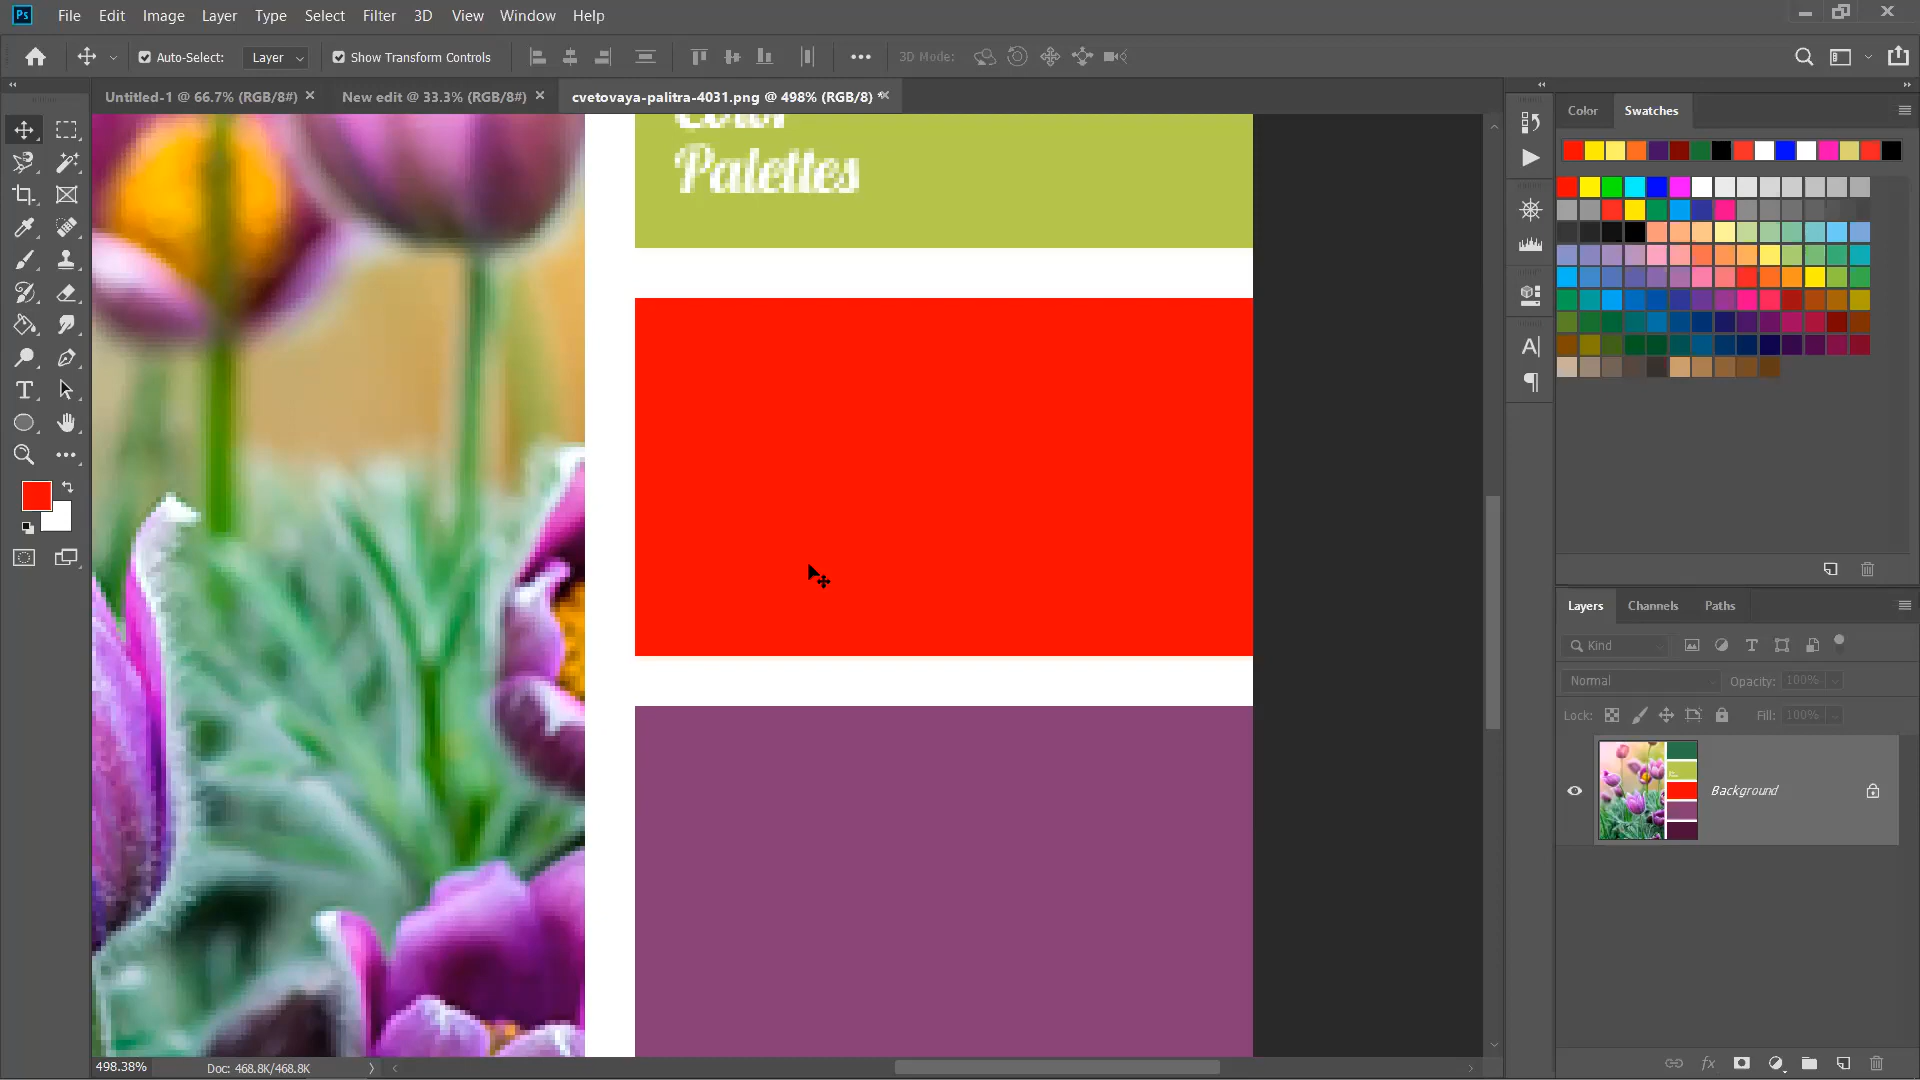 Ps File Edit Image Layer Type Select Filter 3D View Window Help
Auto-Select: Layer Show Transform Controls 3D Mode:
Untitled-1 @ 66.7% (RGB/8#) New edit @ 33.3% (RGB/8#) cvetovaya-palitra-4031.png @ 498% (RGB/8) *
Color Swatches
Color
Palettes
Layers Channels Paths
Kind
Normal Opacity: 100%
Lock: Fill: 100%
Background
498.38% Doc: 468.8K/468.8K